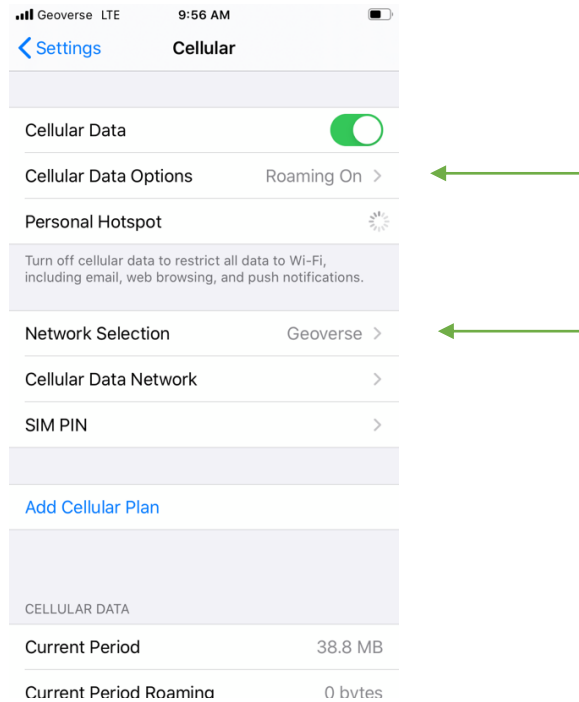 Geoverse LTE 9:56 AM
Settings Cellular
Cellular Data
Cellular Data Options Roaming On
Personal Hotspot
Turn off cellular data to restrict all data to Wi-Fi,
including email, web browsing, and push notifications.
Network Selection Geoverse
Cellular Data Network
SIM PIN
Add Cellular Plan
CELLULAR DATA
Current Period 38.8 MB
Current Period Roaming 0 bytes